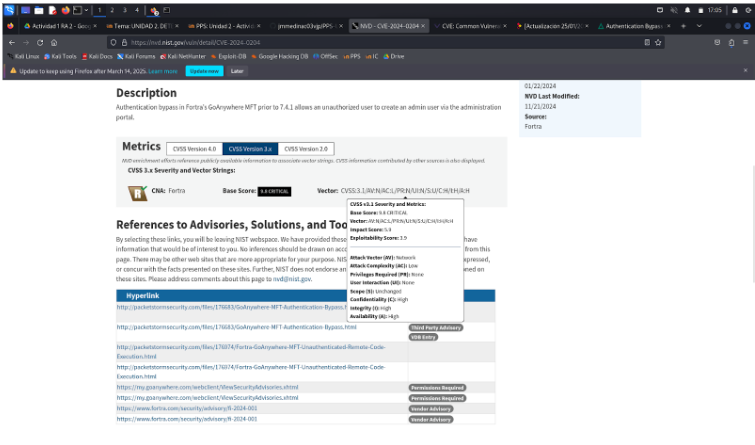 1 2 3 4
17:05
Actividad 1 RA 2 - Goo
Tema: UNIDAD 2. DET
PPS: Unidad 2 - Activid
jnmedinac03vjp/PPS-
NVD - CVE-2024-0204
CVE: Common Vulnera
[Actualización 25/01/2
Authentication Bypass
https://nvd.nist.gov/vuln/detail/CVE-2024-0204
Kali Linux Kali Tools Kali Docs Kali Forums Kali NetHunter Exploit-DB Google Hacking DB OffSec PPS IC Drive
Update to keep using Firefox after March 14, 2025. Learn more Update now Later
Description
Authentication bypass in Fortra's GoAnywhere MFT prior to 7.4.1 allows an unauthorized user to create an admin user via the administration
portal.
01/22/2024
NVD Last Modified:
11/21/2024
Source:
Fortra
Metrics CVSS Version 4.0 CVSS Version 3.x CVSS Version 2.0
NVD enrichment efforts reference publicly available information to associate vector strings. CVSS information contributed by other sources is also displayed.
CVSS 3.x Severity and Vector Strings:
CNA: Fortra Base Score: 9.8 CRITICAL Vector: CVSS:3.1/AV:N/AC:L/PR:N/UI:N/S:U/C:H/I:H/A:H
CVSS v3.1 Severity and Metrics:
Base Score: 9.8 CRITICAL
Vector: AV:N/AC:L/PR:N/UI:N/S:U/C:H/I:H/A:H
Impact Score: 5.9
Exploitability Score: 3.9
Attack Vector (AV): Network
Attack Complexity (AC): Low
Privileges Required (PR): None
User Interaction (UI): None
Scope (S): Unchanged
Confidentiality (C): High
Integrity (I): High
Availability (A): High
References to Advisories, Solutions, and Too
By selecting these links, you will be leaving NIST webspace. We have provided these have
information that would be of interest to you. No inferences should be drawn on acc from this
page. There may be other web sites that are more appropriate for your purpose. NIS xpressed,
or concur with the facts presented on these sites. Further, NIST does not endorse an ned on
these sites. Please address comments about this page to nvd@nist.gov.
Hyperlink
http://packetstormsecurity.com/files/176683/GoAnywhere-MFT-Authentication-Bypass.h
http://packetstormsecurity.com/files/176683/GoAnywhere-MFT-Authentication-Bypass.html Third Party Advisory
VDB Entry
http://packetstormsecurity.com/files/176974/Fortra-GoAnywhere-MFT-Unauthenticated-Remote-Code-
Execution.html
http://packetstormsecurity.com/files/176974/Fortra-GoAnywhere-MFT-Unauthenticated-Remote-Code-
Execution.html
https://my.goanywhere.com/webclient/ViewSecurityAdvisories.xhtml Permissions Required
https://my.goanywhere.com/webclient/ViewSecurityAdvisories.xhtml Permissions Required
https://www.fortra.com/security/advisory/fi-2024-001 Vendor Advisory
https://www.fortra.com/security/advisory/fi-2024-001 Vendor Advisory